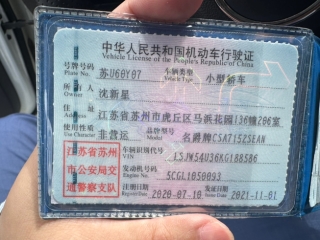 中华人民共和国机动车行驶证
Vehicle License of the People's Republic of China
号牌号码 苏U60Y07 车辆类型 小型轿车
Plate No. Vehicle Type
所有人 沈新星
Owner
住址 江苏省苏州市虎丘区马浜花园136幢206室
Address
使用性质 非营运 品牌型号 名爵牌CSA7152SEAN
Use Character Model
江苏省苏州
市公安局交
通警察支队
车辆识别代号 LSJW54U36KG188586
VIN
发动机号码 5CGL1050093
Engine No.
注册日期 2020-07-10 发证日期 2021-11-01
Register Date Issue Date